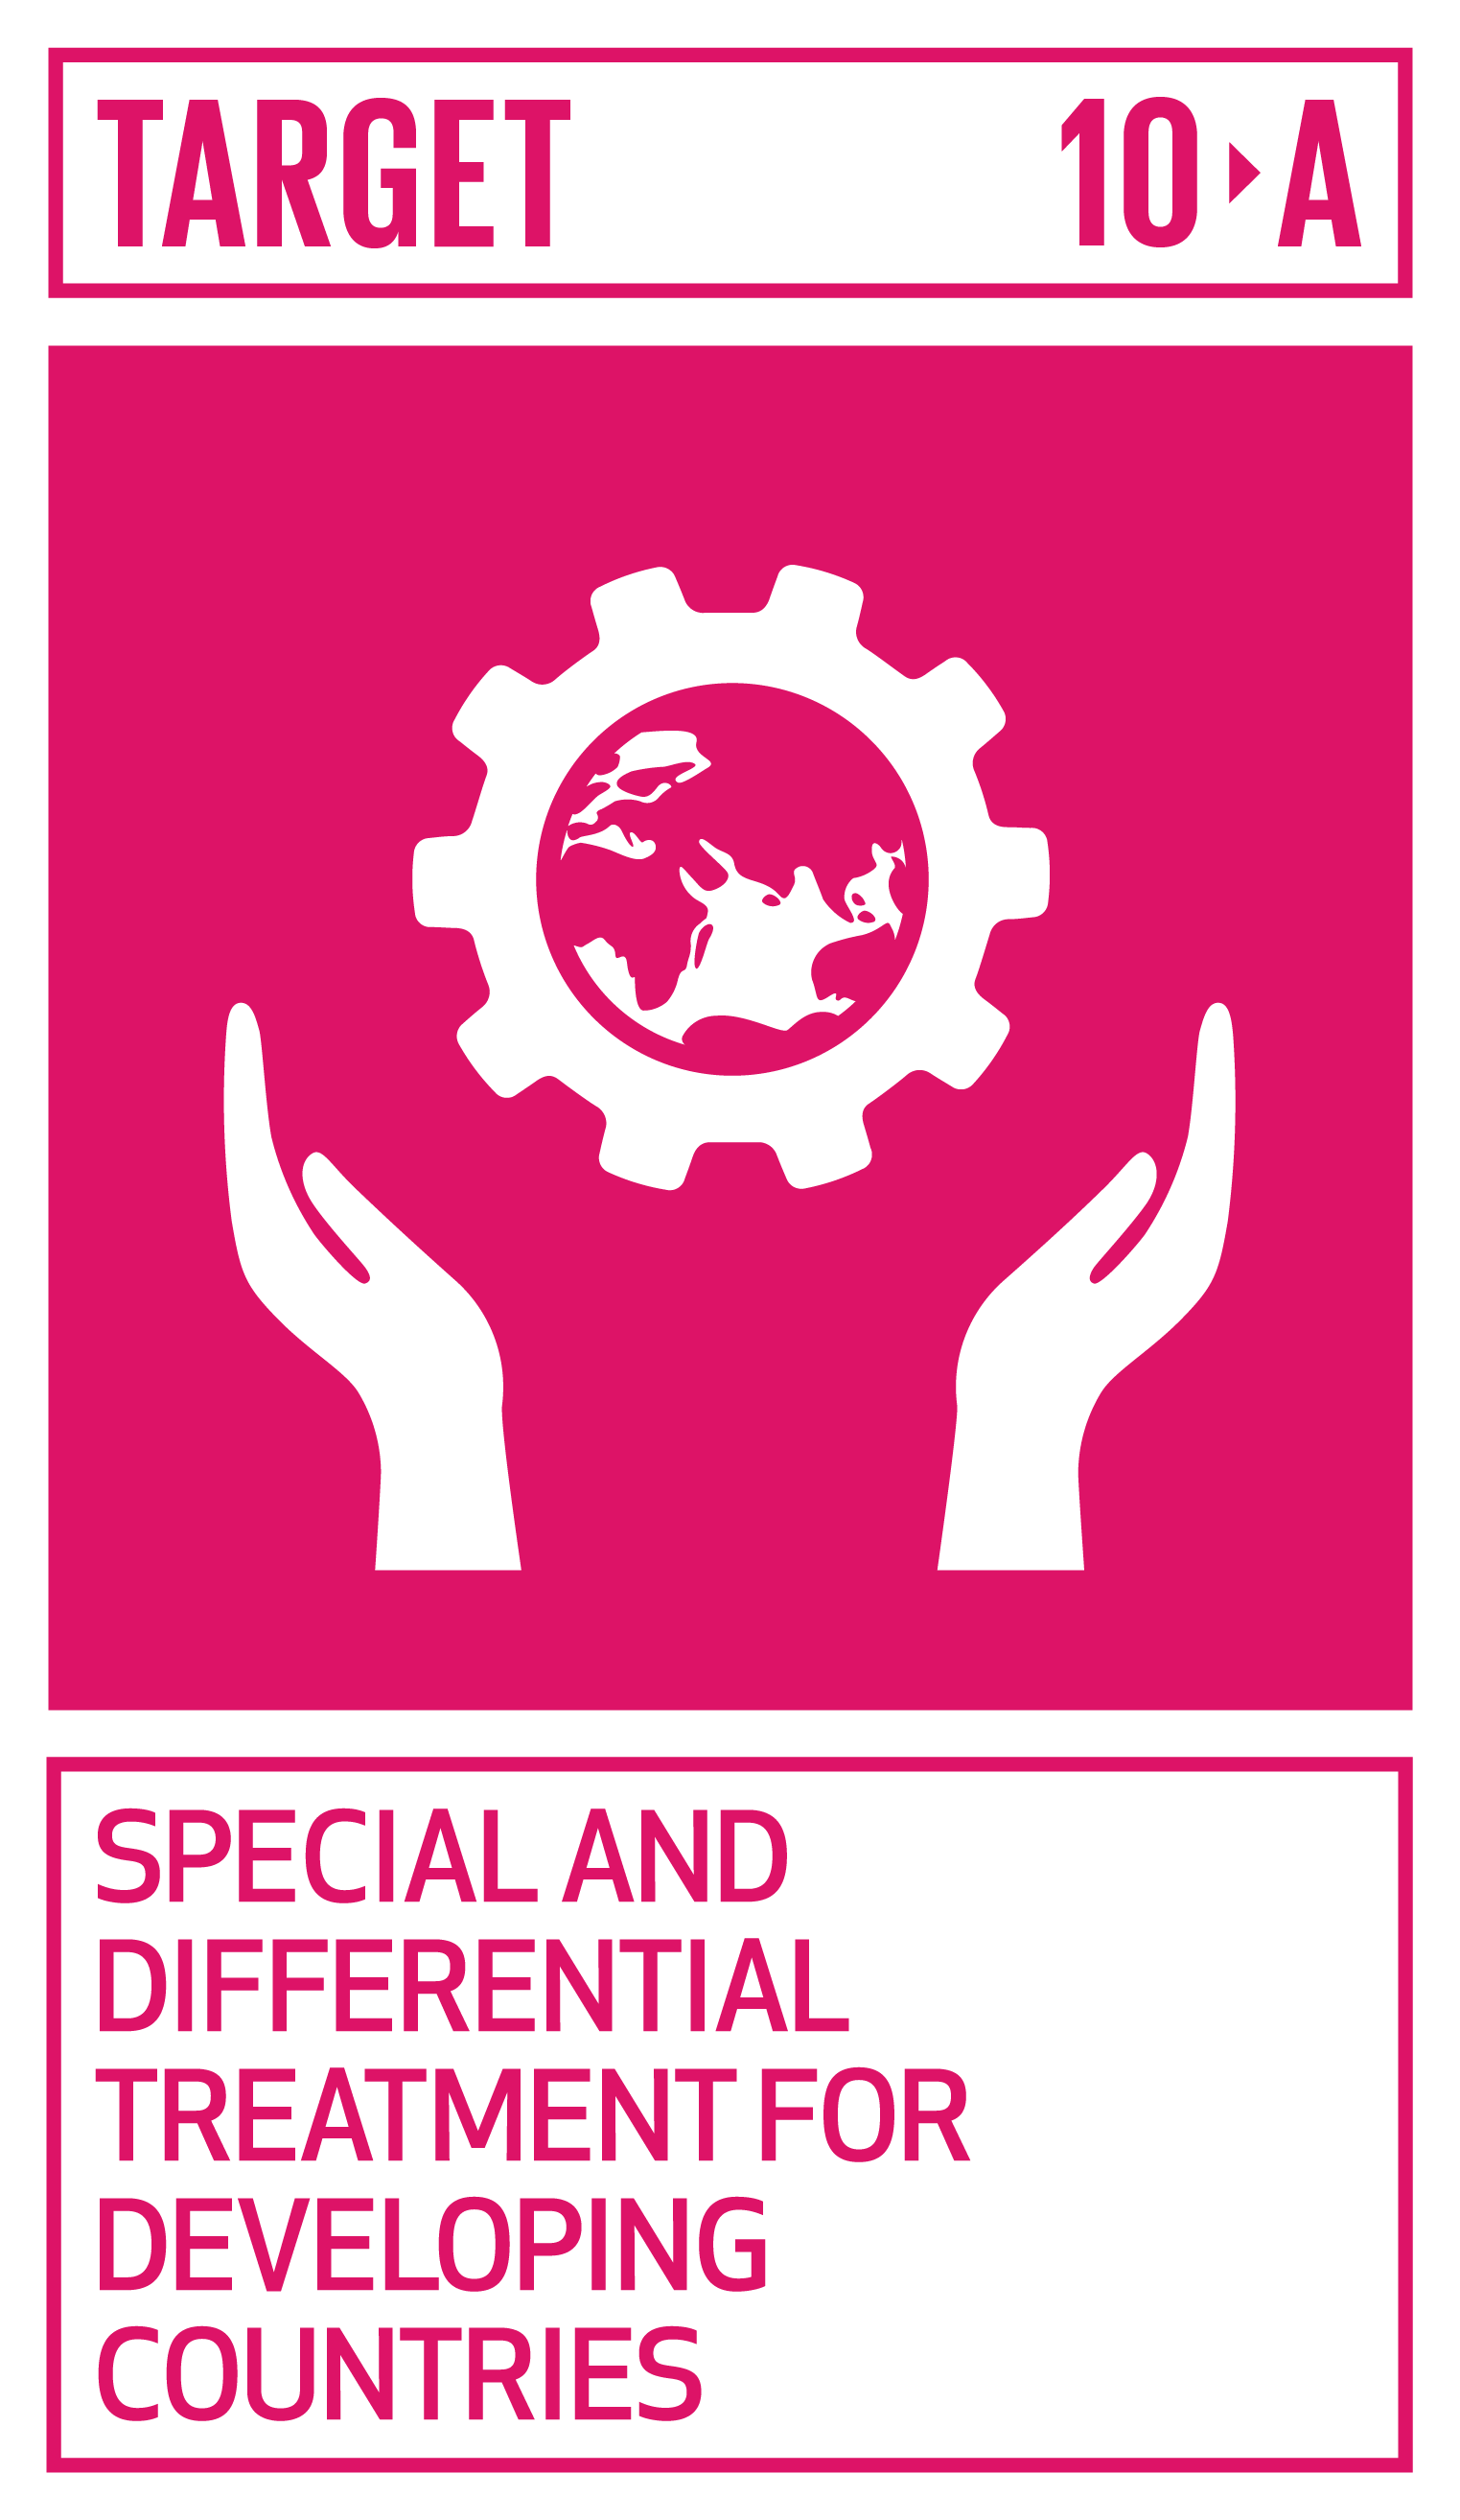 TARGET 10▸A
SPECIAL AND
DIFFERENTIAL
TREATMENT FOR
DEVELOPING
COUNTRIES